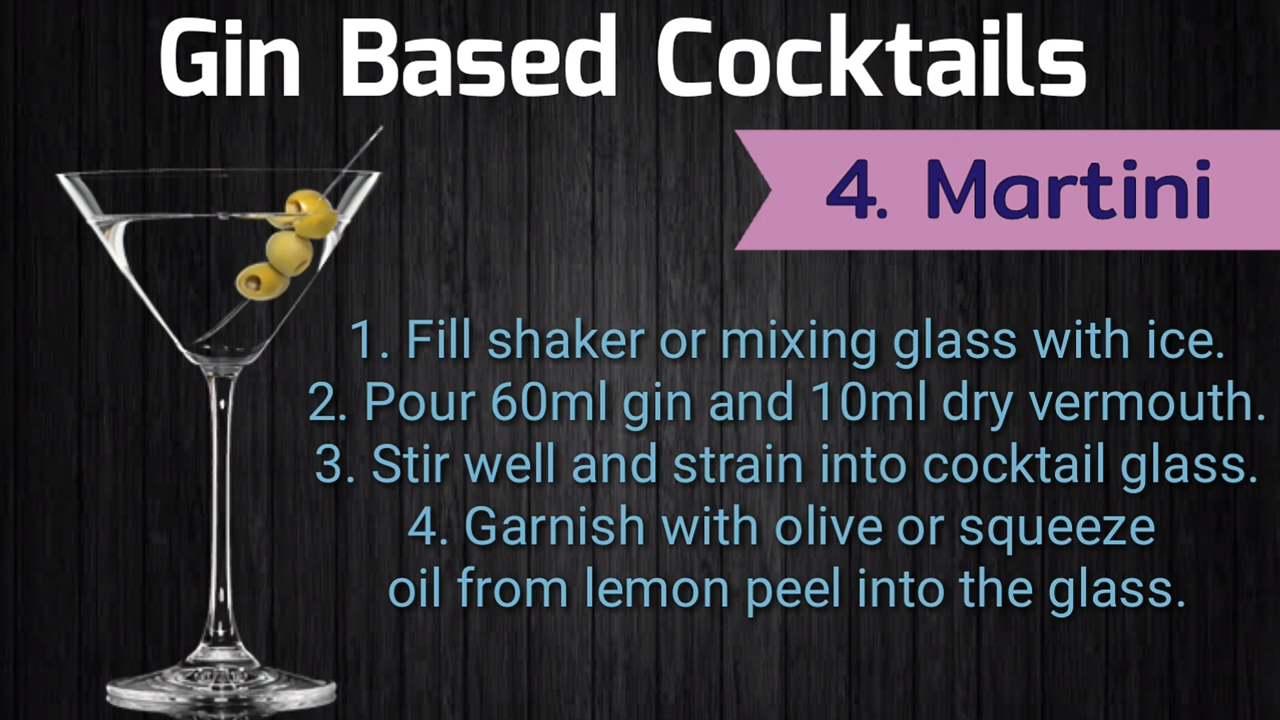 Gin Based Cocktails
4. Martini
1. Fill shaker or mixing glass with ice.
2. Pour 60ml gin and 10ml dry vermouth.
3. Stir well and strain into cocktail glass.
4. Garnish with olive or squeeze
oil from lemon peel into the glass.